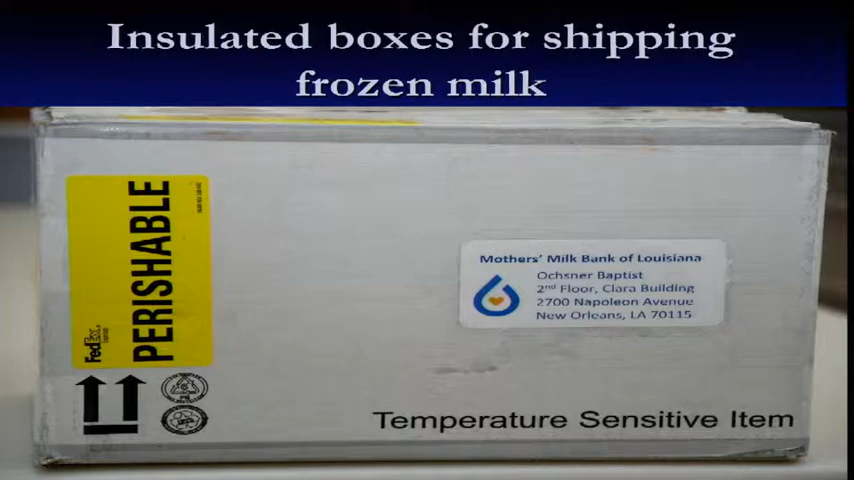 Insulated boxes for shipping
frozen milk
PERISHABLE
FedEx
Mothers' Milk Bank of Louisiana
Ochsner Baptist
2nd Floor, Clara Building
2700 Napoleon Avenue
New Orleans, LA 70115
Temperature Sensitive Item